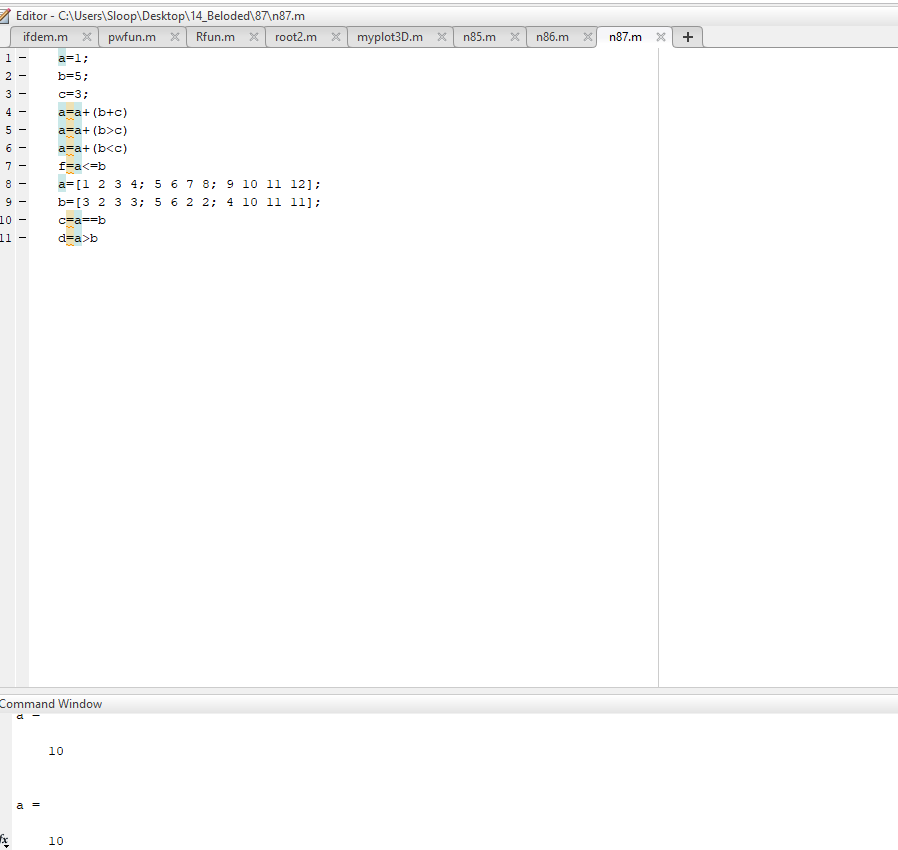 Editor - C:\Users\Sloop\Desktop\14_Beloded\87\n87.m
ifdem.m pwfun.m Rfun.m root2.m myplot3D.m n85.m n86.m n87.m +
1 – a=1;
2 – b=5;
3 – c=3;
4 – a=a+(b+c)
5 – a=a+(b>c)
6 – a=a+(b<c)
7 – f=a<=b
8 – a=[1 2 3 4; 5 6 7 8; 9 10 11 12];
9 – b=[3 2 3 3; 5 6 2 2; 4 10 11 11];
10 – c=a==b
11 – d=a>b
Command Window
a =
10
a =
fx 10